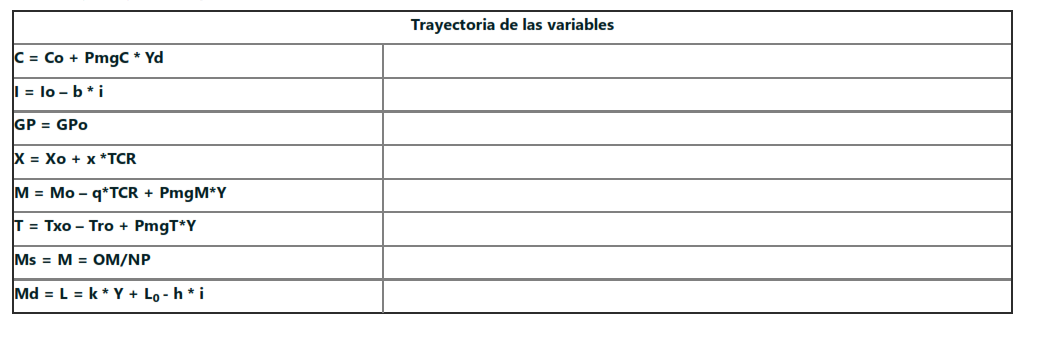 Trayectoria de las variables
C = Co + PmgC * Yd
I = Io – b * i
GP = GPo
X = Xo + x *TCR
M = Mo – q*TCR + PmgM*Y
T = Txo – Tro + PmgT*Y
Ms = M = OM/NP
Md = L = k * Y + L₀ - h * i